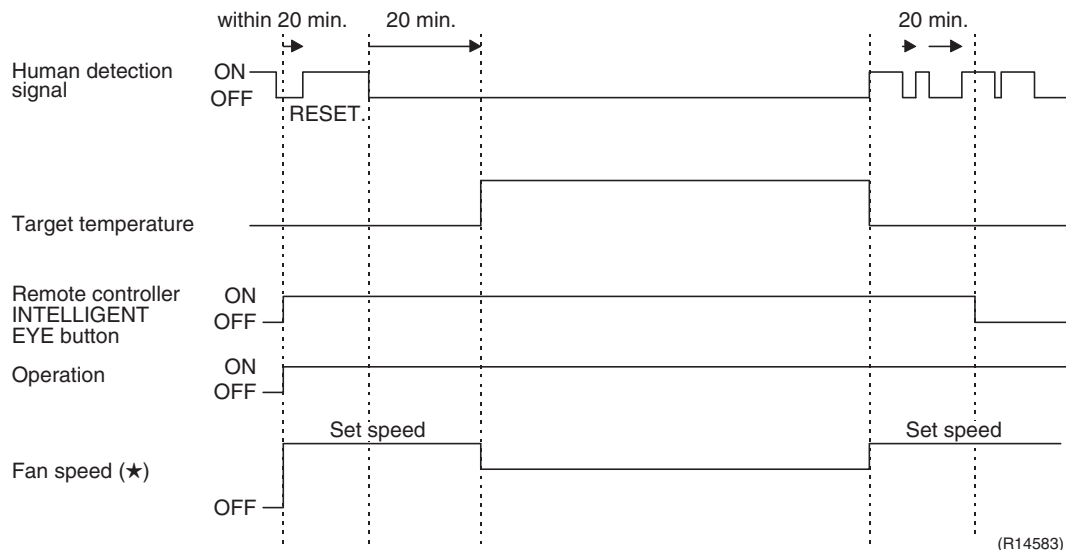 within 20 min.
20 min.
20 min.
Human detection
signal
ON
OFF
RESET.
Target temperature
Remote controller
INTELLIGENT
EYE button
ON
OFF
Operation
ON
OFF
Set speed
Set speed
Fan speed (★)
OFF
(R14583)